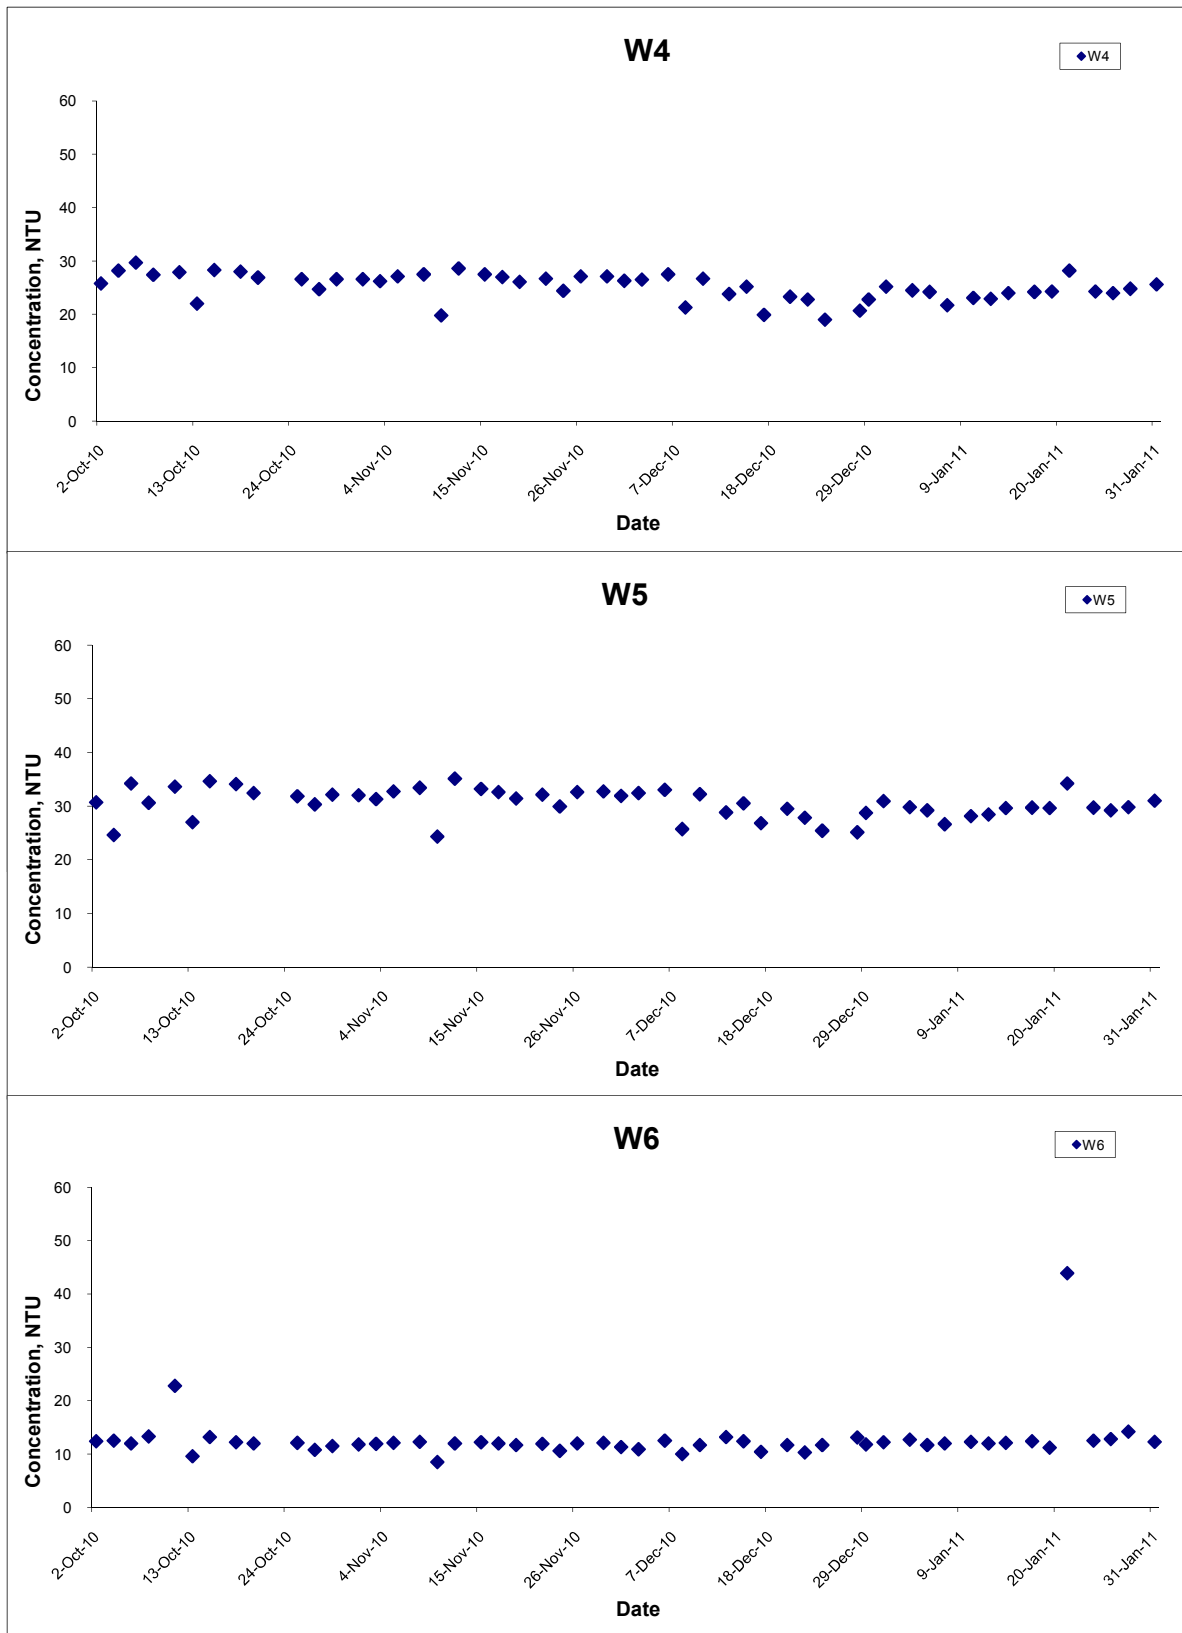 W4
W4
60
50
40
30
20
10
0
Concentration, NTU
2-Oct-10 13-Oct-10 24-Oct-10 4-Nov-10 15-Nov-10 26-Nov-10 7-Dec-10 18-Dec-10 29-Dec-10 9-Jan-11 20-Jan-11 31-Jan-11
Date
W5
W5
60
50
40
30
20
10
0
Concentration, NTU
2-Oct-10 13-Oct-10 24-Oct-10 4-Nov-10 15-Nov-10 26-Nov-10 7-Dec-10 18-Dec-10 29-Dec-10 9-Jan-11 20-Jan-11 31-Jan-11
Date
W6
W6
60
50
40
30
20
10
0
Concentration, NTU
2-Oct-10 13-Oct-10 24-Oct-10 4-Nov-10 15-Nov-10 26-Nov-10 7-Dec-10 18-Dec-10 29-Dec-10 9-Jan-11 20-Jan-11 31-Jan-11
Date